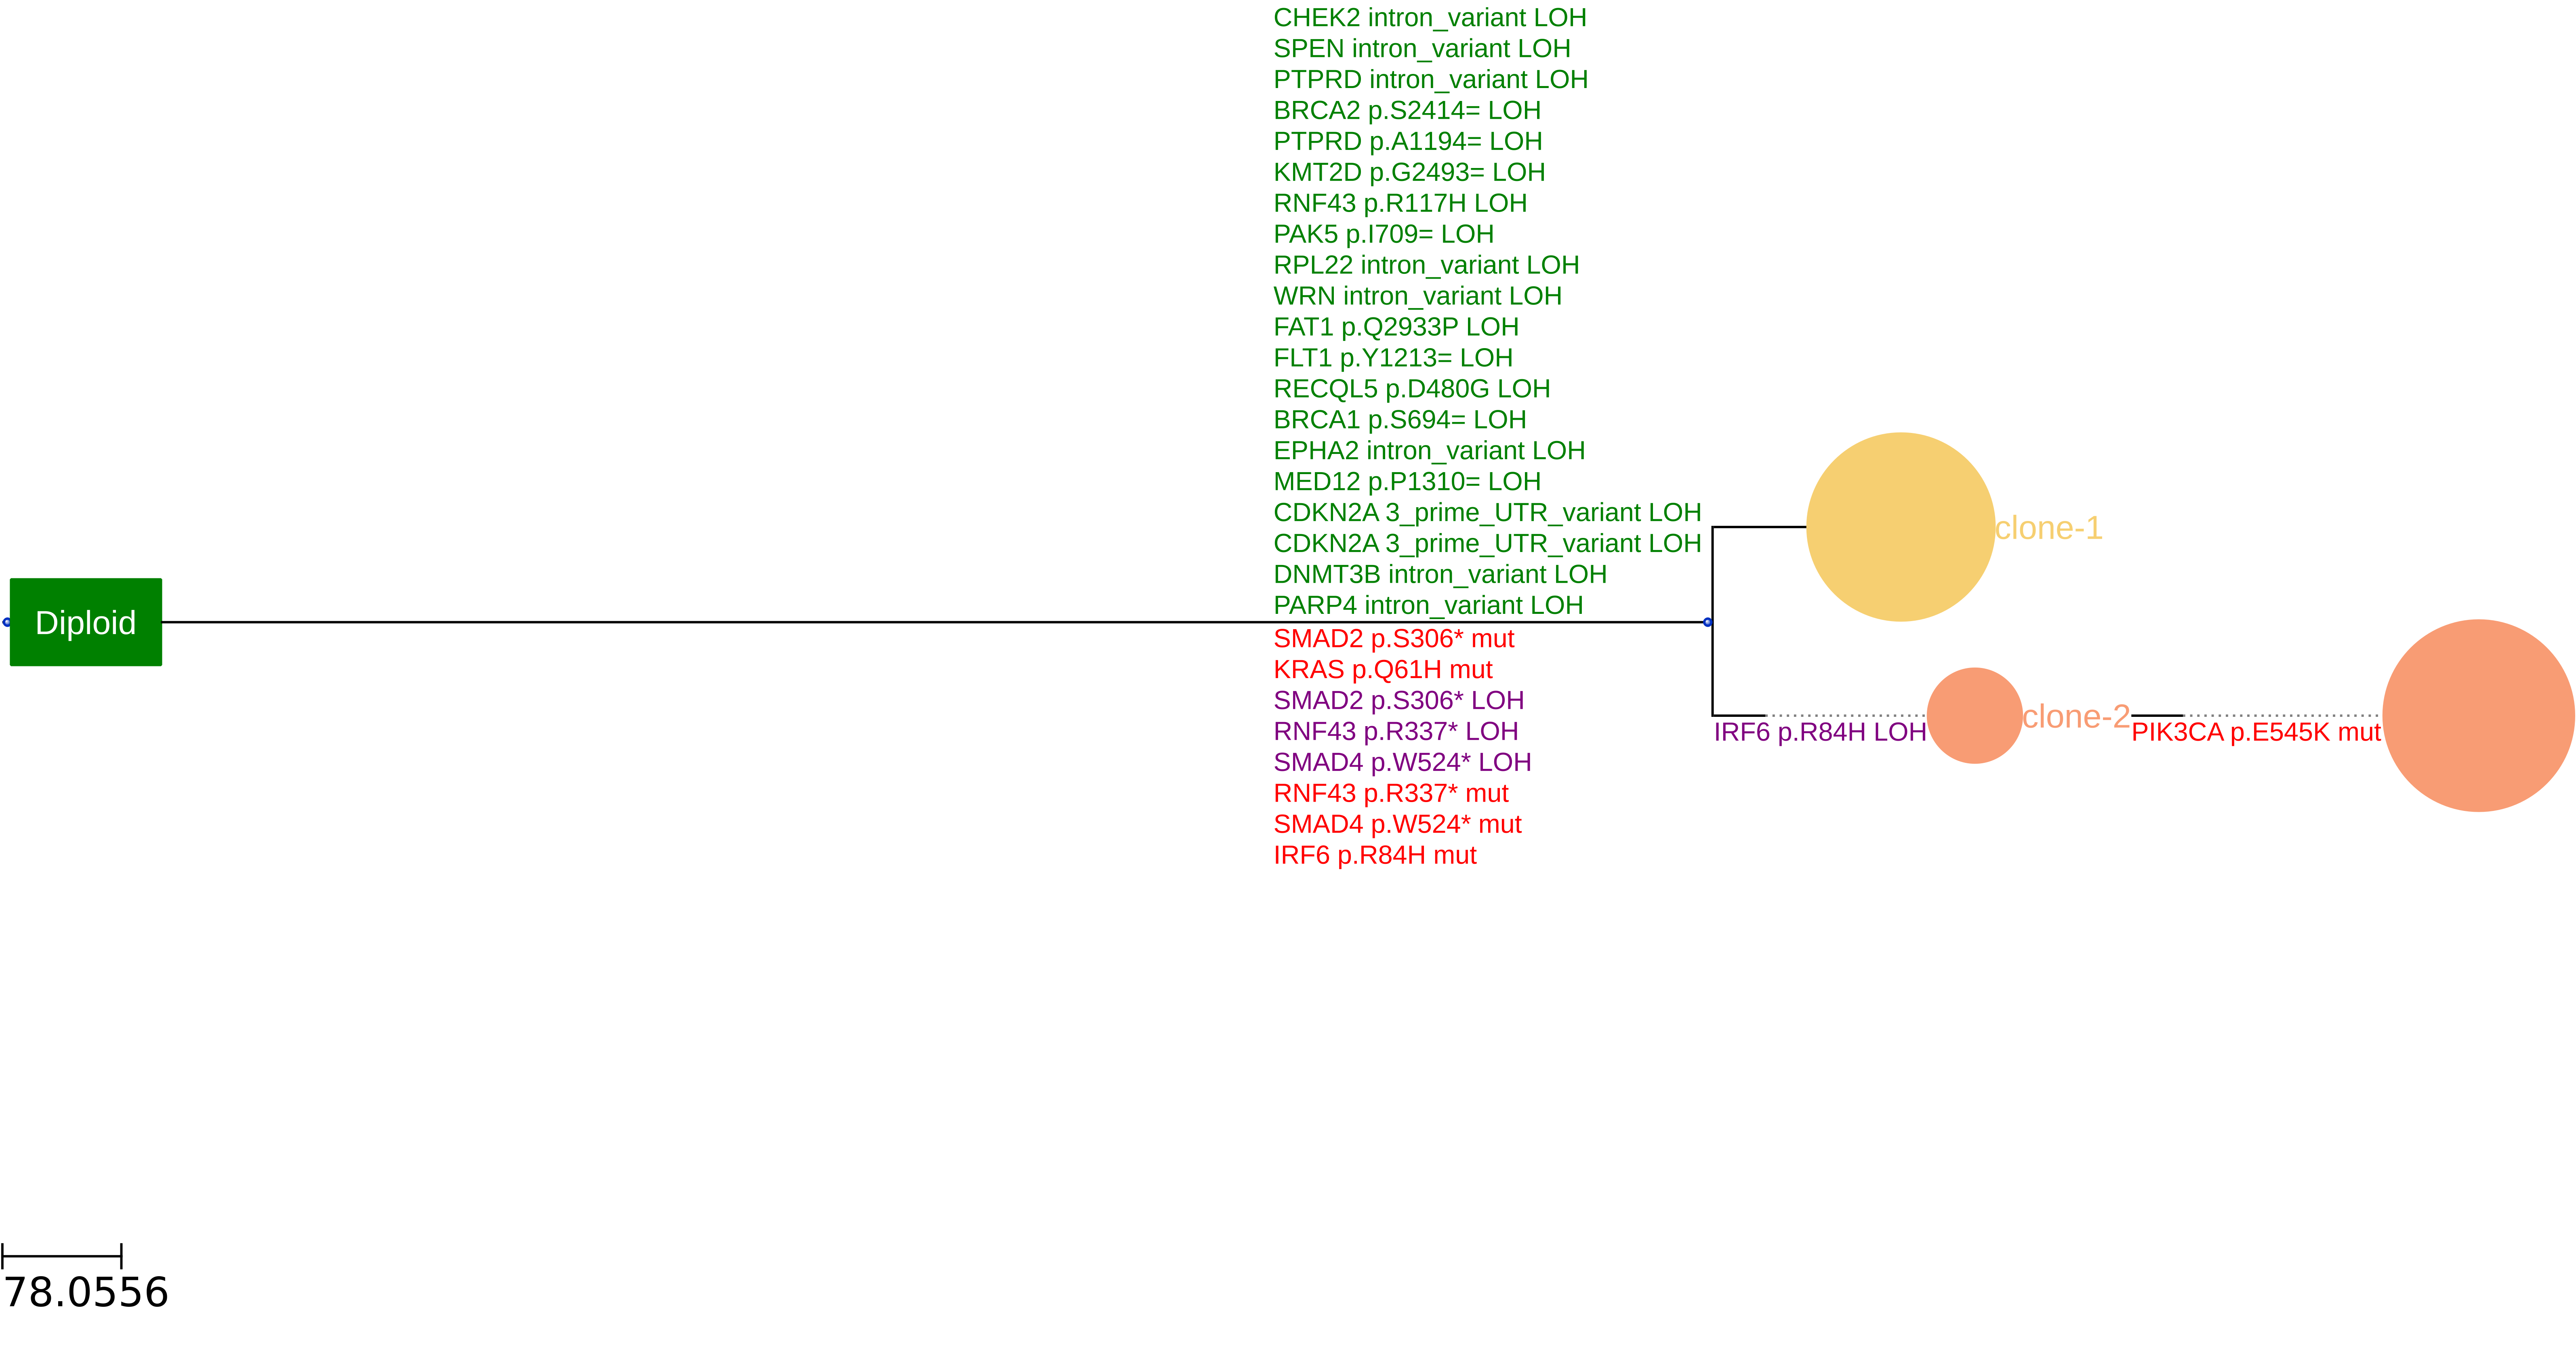 CHEK2 intron_variant LOH
SPEN intron_variant LOH
PTPRD intron_variant LOH
BRCA2 p.S2414= LOH
PTPRD p.A1194= LOH
KMT2D p.G2493= LOH
RNF43 p.R117H LOH
PAK5 p.I709= LOH
RPL22 intron_variant LOH
WRN intron_variant LOH
FAT1 p.Q2933P LOH
FLT1 p.Y1213= LOH
RECQL5 p.D480G LOH
BRCA1 p.S694= LOH
EPHA2 intron_variant LOH
MED12 p.P1310= LOH
CDKN2A 3_prime_UTR_variant LOH
CDKN2A 3_prime_UTR_variant LOH
DNMT3B intron_variant LOH
PARP4 intron_variant LOH
Diploid
SMAD2 p.S306* mut
KRAS p.Q61H mut
SMAD2 p.S306* LOH
RNF43 p.R337* LOH
SMAD4 p.W524* LOH
RNF43 p.R337* mut
SMAD4 p.W524* mut
IRF6 p.R84H mut
clone-1
IRF6 p.R84H LOH
clone-2
PIK3CA p.E545K mut
78.0556